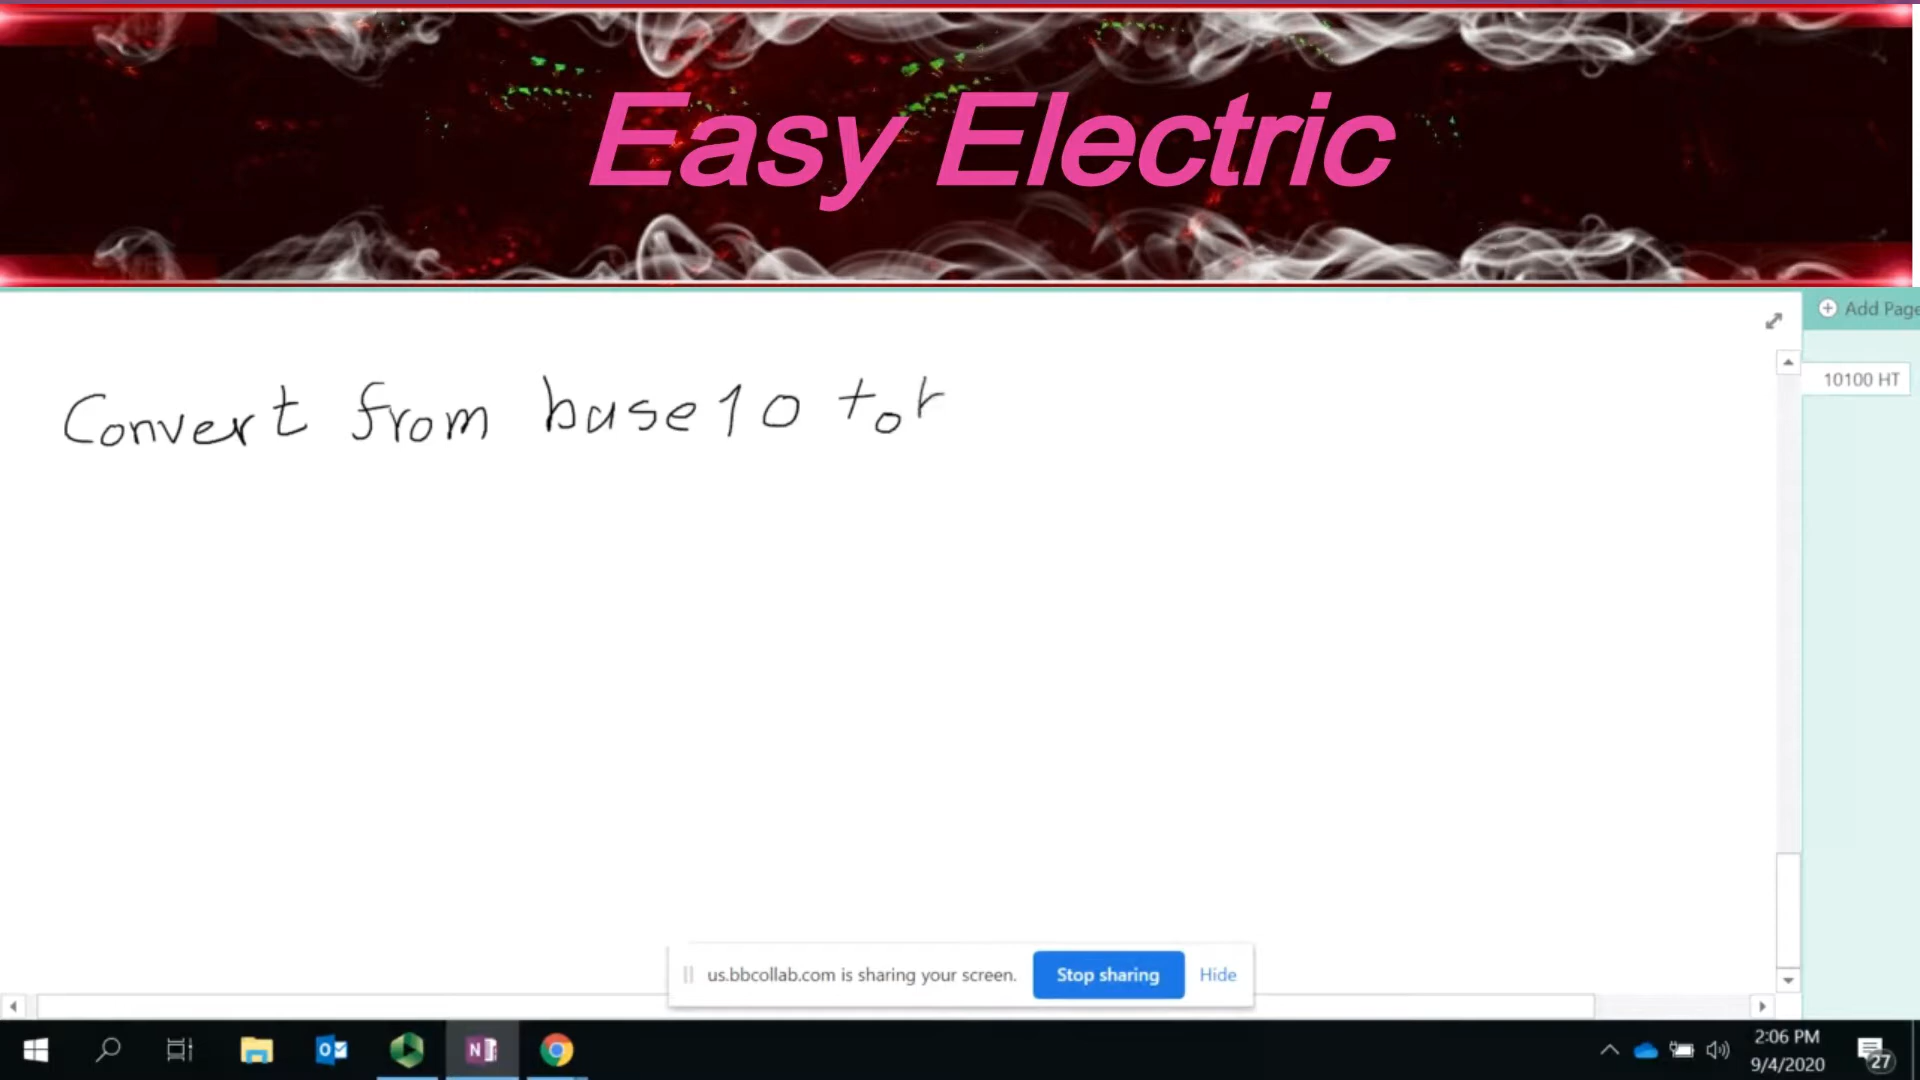 Easy Electric
Add Page
10100 HT
Convert from base 10 to
us.bbcollab.com is sharing your screen.
Stop sharing
Hide
2:06 PM
9/4/2020
27